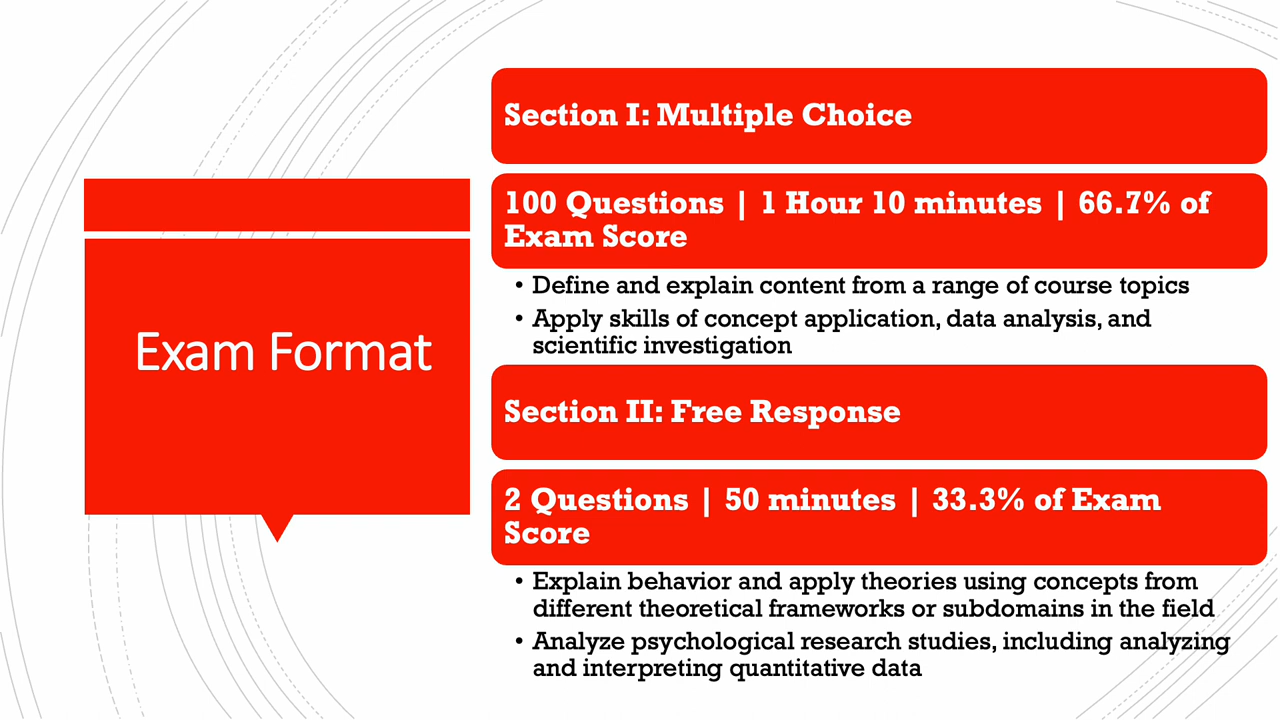 Exam Format
Section I: Multiple Choice
100 Questions | 1 Hour 10 minutes | 66.7% of
Exam Score
• Define and explain content from a range of course topics
• Apply skills of concept application, data analysis, and
scientific investigation
Section II: Free Response
2 Questions | 50 minutes | 33.3% of Exam
Score
• Explain behavior and apply theories using concepts from
different theoretical frameworks or subdomains in the field
• Analyze psychological research studies, including analyzing
and interpreting quantitative data